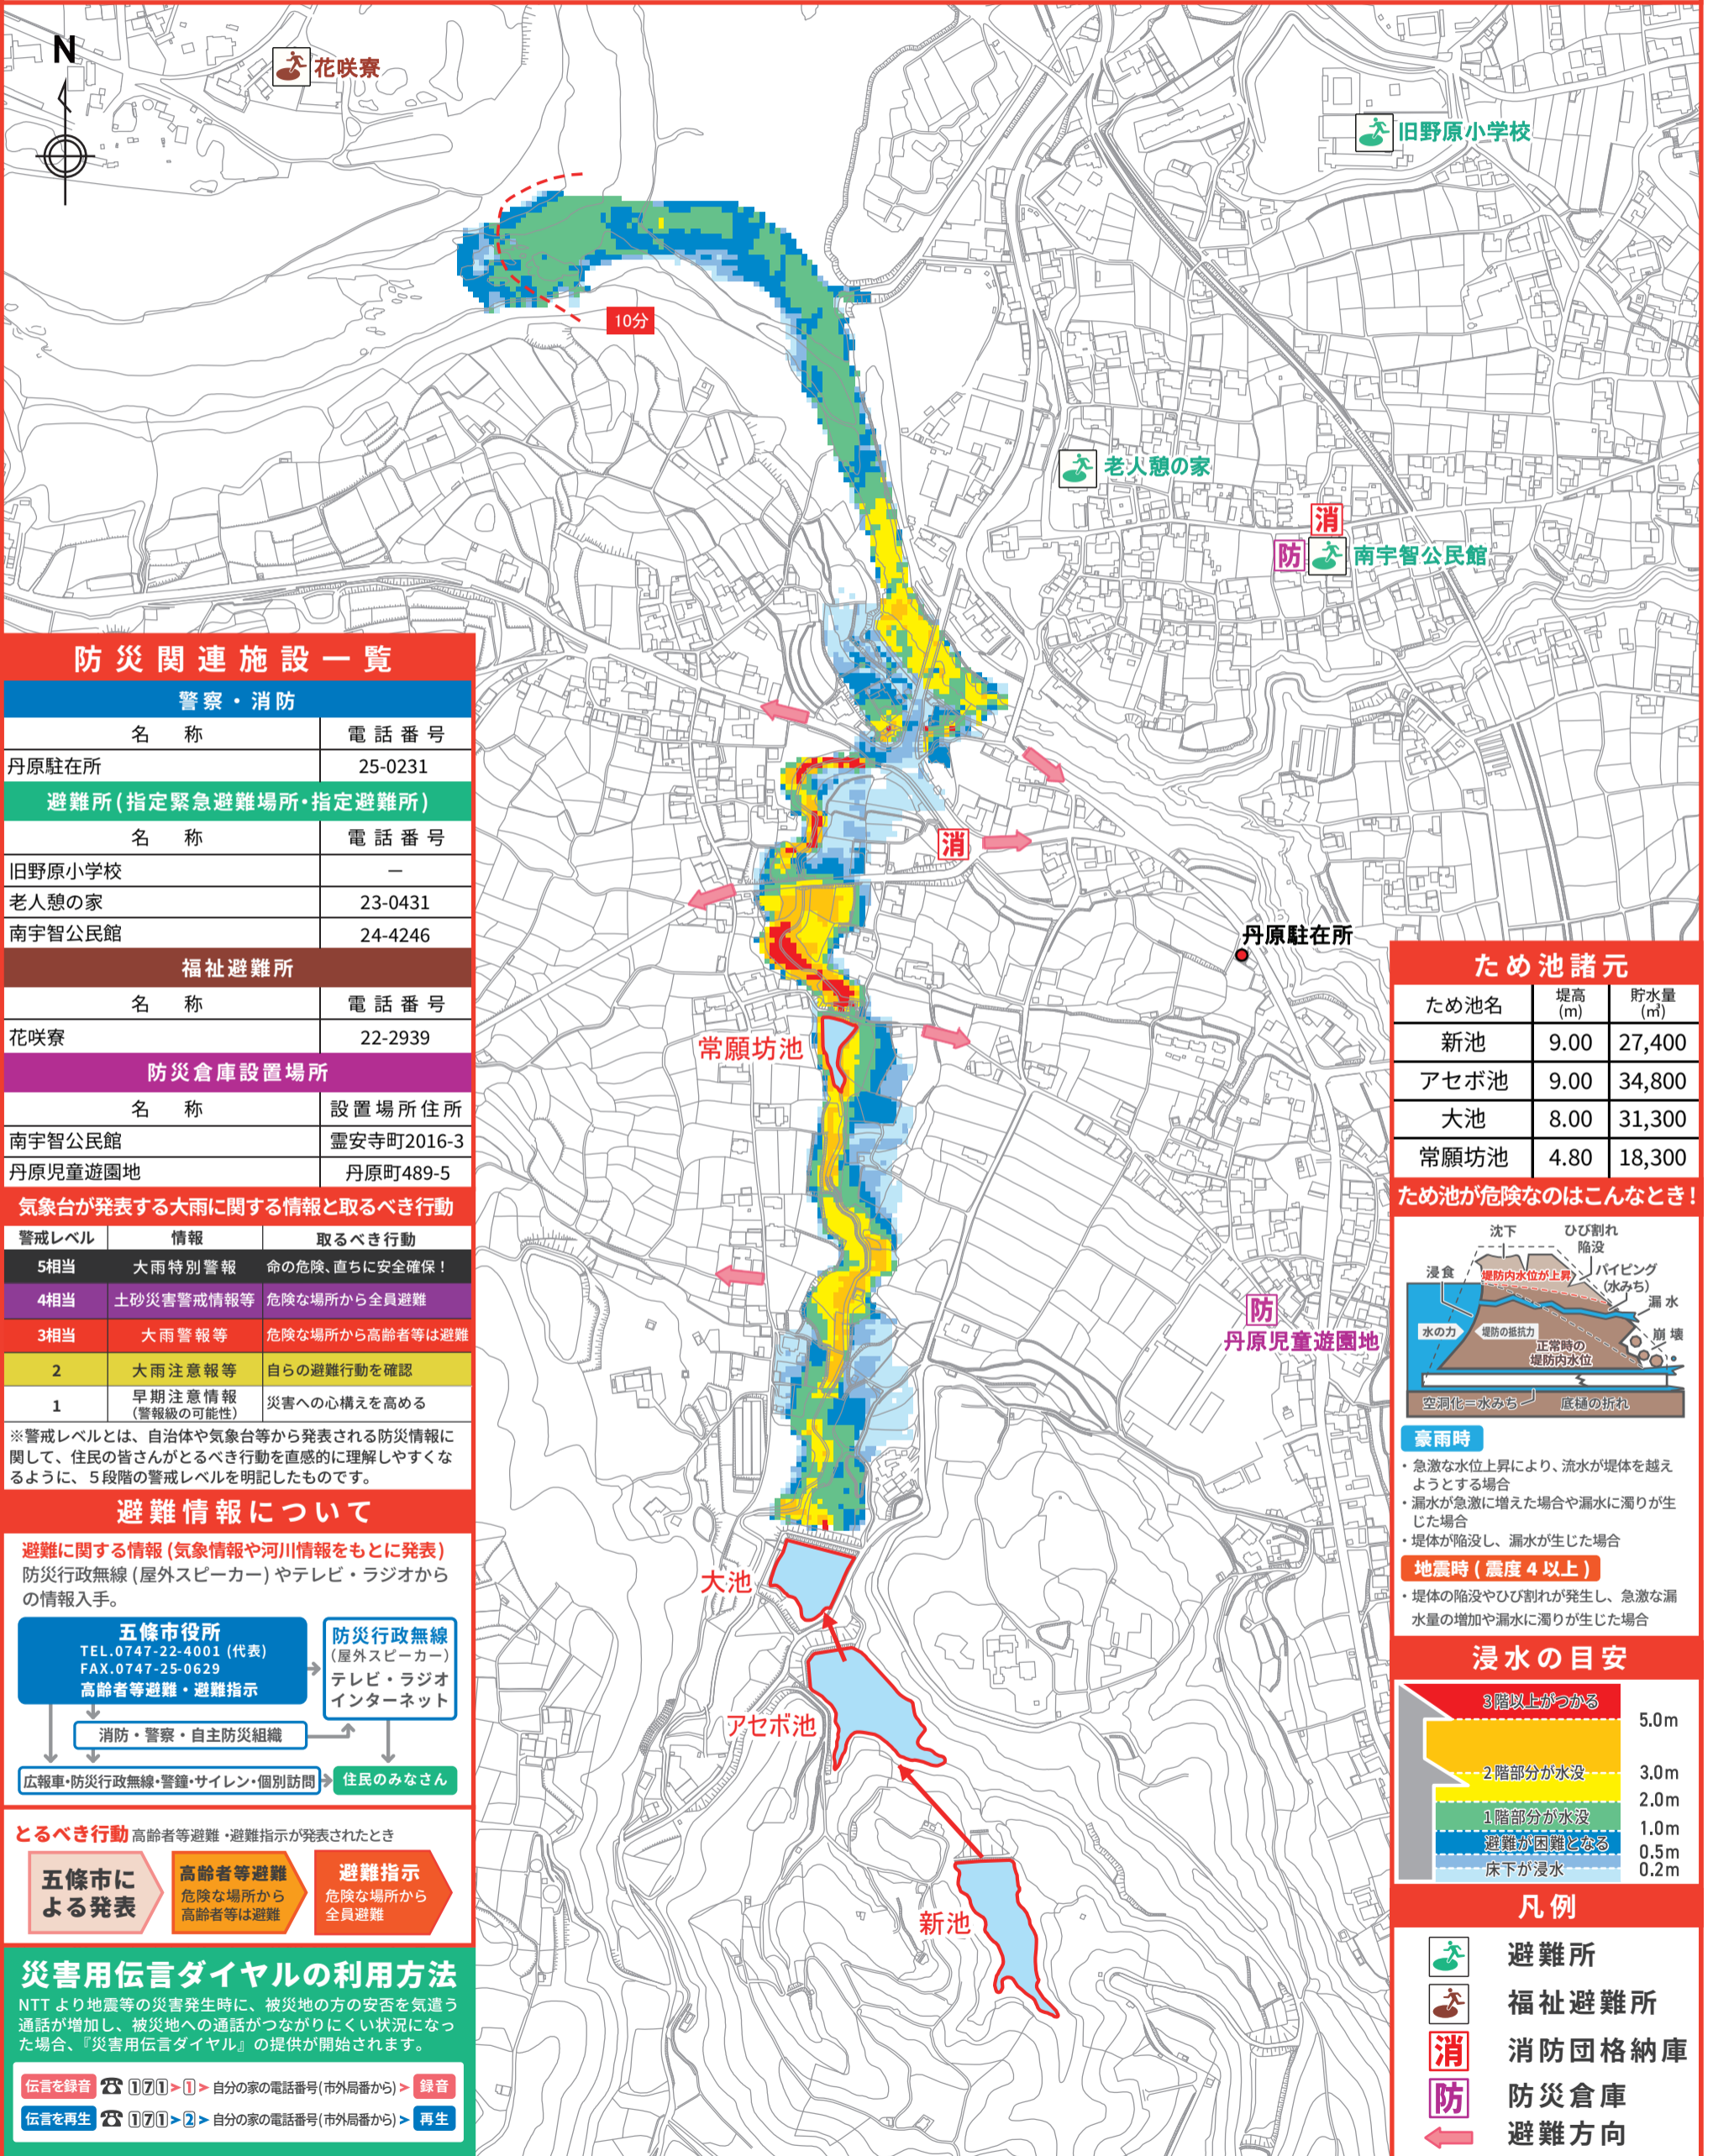 N
花咲寮
旧野原小学校
10分
老人憩の家
消
防
南宇智公民館
消
丹原駐在所
常願坊池
防
丹原児童遊園地
大池
アセボ池
新池
防災関連施設一覧
警察・消防
名 称 電話番号
丹原駐在所 25-0231
避難所(指定緊急避難場所・指定避難所)
名 称 電話番号
旧野原小学校 ー
老人憩の家 23-0431
南宇智公民館 24-4246
福祉避難所
名 称 電話番号
花咲寮 22-2939
防災倉庫設置場所
名 称 設置場所住所
南宇智公民館 霊安寺町2016-3
丹原児童遊園地 丹原町489-5
気象台が発表する大雨に関する情報と取るべき行動
警戒レベル 情報 取るべき行動
5相当 大雨特別警報 命の危険、直ちに安全確保！
4相当 土砂災害警戒情報等 危険な場所から全員避難
3相当 大雨警報等 危険な場所から高齢者等は避難
2 大雨注意報等 自らの避難行動を確認
1 早期注意情報 災害への心構えを高める
(警報級の可能性)
※警戒レベルとは、自治体や気象台等から発表される防災情報に
関して、住民の皆さんがとるべき行動を直感的に理解しやすくな
るように、５段階の警戒レベルを明記したものです。
避難情報について
避難に関する情報(気象情報や河川情報をもとに発表)
防災行政無線(屋外スピーカー)やテレビ・ラジオから
の情報入手。
五條市役所
TEL.0747-22-4001 (代表)
FAX.0747-25-0629
高齢者等避難・避難指示
防災行政無線
(屋外スピーカー)
テレビ・ラジオ
インターネット
消防・警察・自主防災組織
広報車・防災行政無線・警鐘・サイレン・個別訪問
住民のみなさん
とるべき行動 高齢者等避難・避難指示が発表されたとき
五條市に
よる発表
高齢者等避難
危険な場所から
高齢者等は避難
避難指示
危険な場所から
全員避難
災害用伝言ダイヤルの利用方法
NTTより地震等の災害発生時に、被災地の方の安否を気遣う
通話が増加し、被災地への通話がつながりにくい状況になっ
た場合、『災害用伝言ダイヤル』の提供が開始されます。
伝言を録音 ☎ 171>1> 自分の家の電話番号(市外局番から) > 録音
伝言を再生 ☎ 171>2> 自分の家の電話番号(市外局番から) > 再生
ため池諸元
ため池名 堤高(m) 貯水量(㎥)
新池 9.00 27,400
アセボ池 9.00 34,800
大池 8.00 31,300
常願坊池 4.80 18,300
ため池が危険なのはこんなとき！
沈下
ひび割れ
陥没
浸食
堤防内水位が上昇
パイピング
(水みち)
漏水
水の力
堤防の抵抗力
正常時の
堤防内水位
崩壊
空洞化＝水みち
底樋の折れ
豪雨時
・急激な水位上昇により、流水が堤体を越え
ようとする場合
・漏水が急激に増えた場合や漏水に濁りが生
じた場合
・堤体が陥没し、漏水が生じた場合
地震時(震度4以上)
・堤体の陥没やひび割れが発生し、急激な漏
水量の増加や漏水に濁りが生じた場合
浸水の目安
3階以上がつかる
5.0m
2階部分が水没
3.0m
2.0m
1階部分が水没
1.0m
避難が困難となる
0.5m
床下が浸水
0.2m
凡例
避難所
福祉避難所
消 消防団格納庫
防 防災倉庫
避難方向